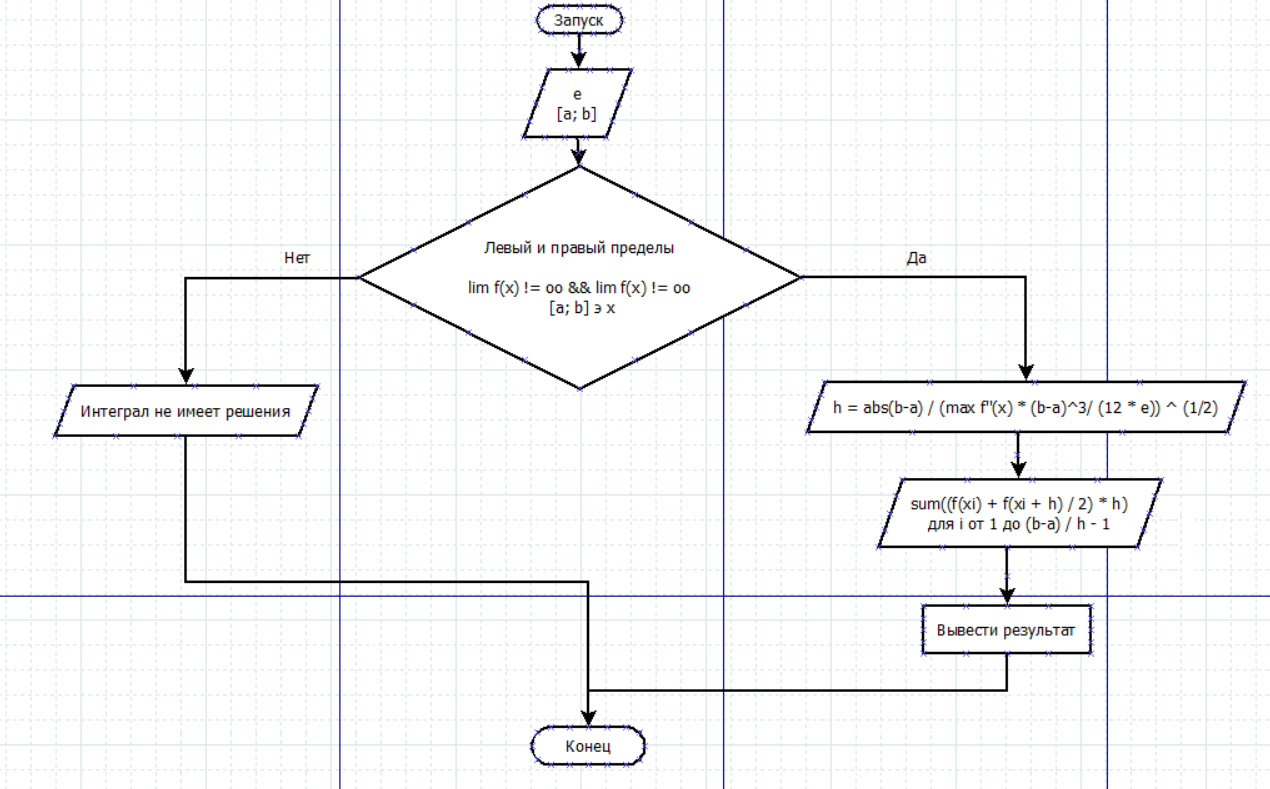 Запуск
e
[a; b]
Левый и правый пределы
Нет
Да
lim f(x) != oo && lim f(x) != oo
[a; b] э x
Интеграл не имеет решения
h = abs(b-a) / (max f"(x) * (b-a)^3/ (12 * e)) ^ (1/2)
sum((f(xi) + f(xi + h) / 2) * h)
для i от 1 до (b-a) / h - 1
Вывести результат
Конец